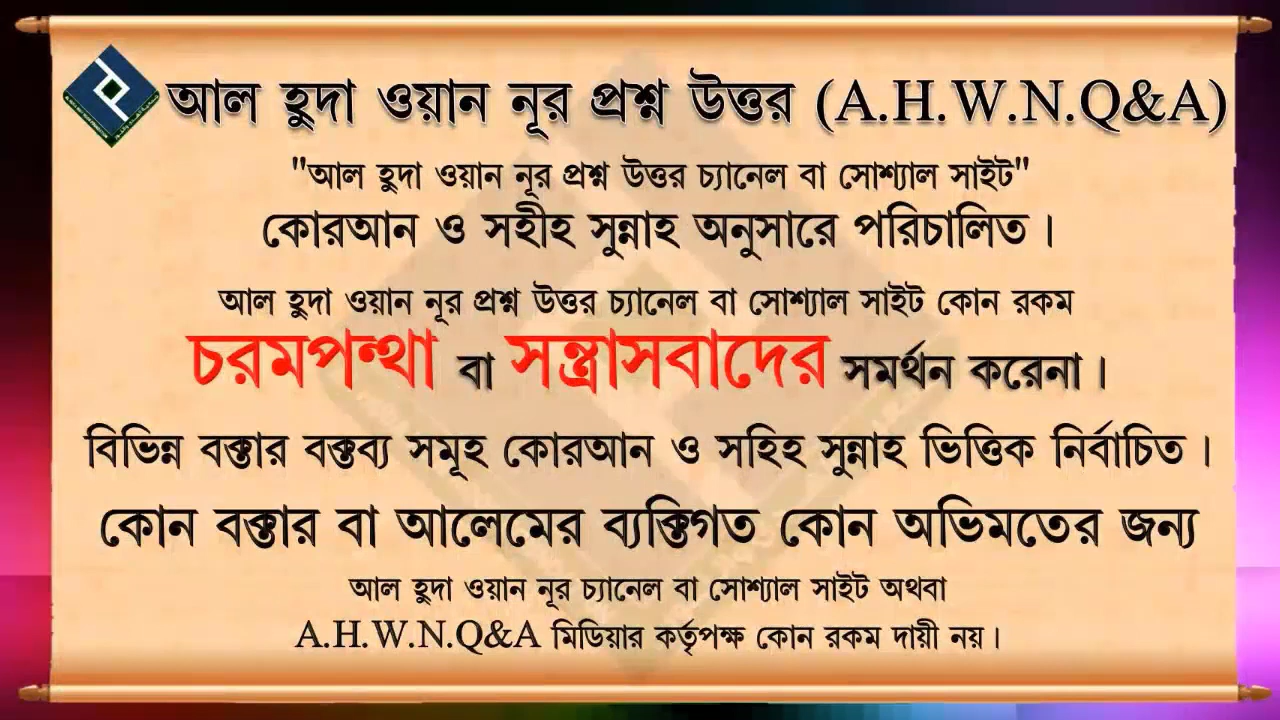 আল হুদা ওয়ান নূর প্রশ্ন উত্তর (A.H.W.N.Q&A)
"আল হুদা ওয়ান নূর প্রশ্ন উত্তর চ্যানেল বা সোশ্যাল সাইট"
কোরআন ও সহীহ সুন্নাহ অনুসারে পরিচালিত।
আল হুদা ওয়ান নূর প্রশ্ন উত্তর চ্যানেল বা সোশ্যাল সাইট কোন রকম
চরমপন্থা বা সন্ত্রাসবাদের সমর্থন করেনা।
বিভিন্ন বক্তার বক্তব্য সমূহ কোরআন ও সহিহ সুন্নাহ ভিত্তিক নির্বাচিত।
কোন বক্তার বা আলেমের ব্যক্তিগত কোন অভিমতের জন্য
আল হুদা ওয়ান নূর চ্যানেল বা সোশ্যাল সাইট অথবা
A.H.W.N.Q&A মিডিয়ার কর্তৃপক্ষ কোন রকম দায়ী নয়।